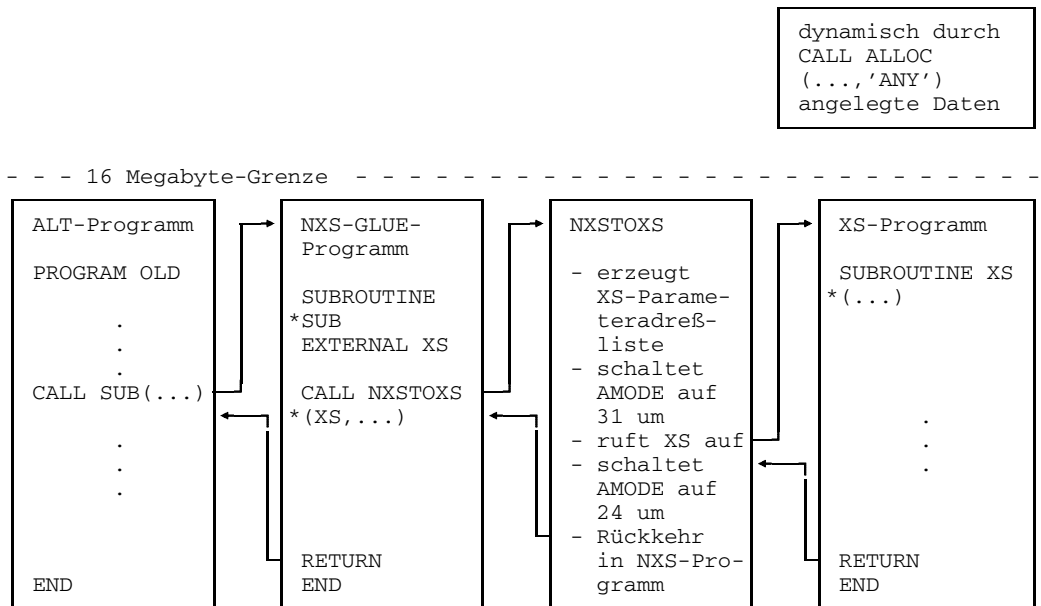 dynamisch durch
CALL ALLOC
(...,'ANY')
angelegte Daten
- - - 16 Megabyte-Grenze - - - - - - - - - - - - - - - - - - - - - - - - - -
ALT-Programm
PROGRAM OLD
.
.
.
CALL SUB(...)
.
.
.
END
NXS-GLUE-
Programm
SUBROUTINE
*SUB
EXTERNAL XS
CALL NXSTOXS
*(XS,...)
RETURN
END
NXSTOXS
- erzeugt
XS-Parame-
teradreß-
liste
- schaltet
AMODE auf
31 um
- ruft XS auf
- schaltet
AMODE auf
24 um
- Rückkehr
in NXS-Pro-
gramm
XS-Programm
SUBROUTINE XS
*(...)
.
.
.
RETURN
END